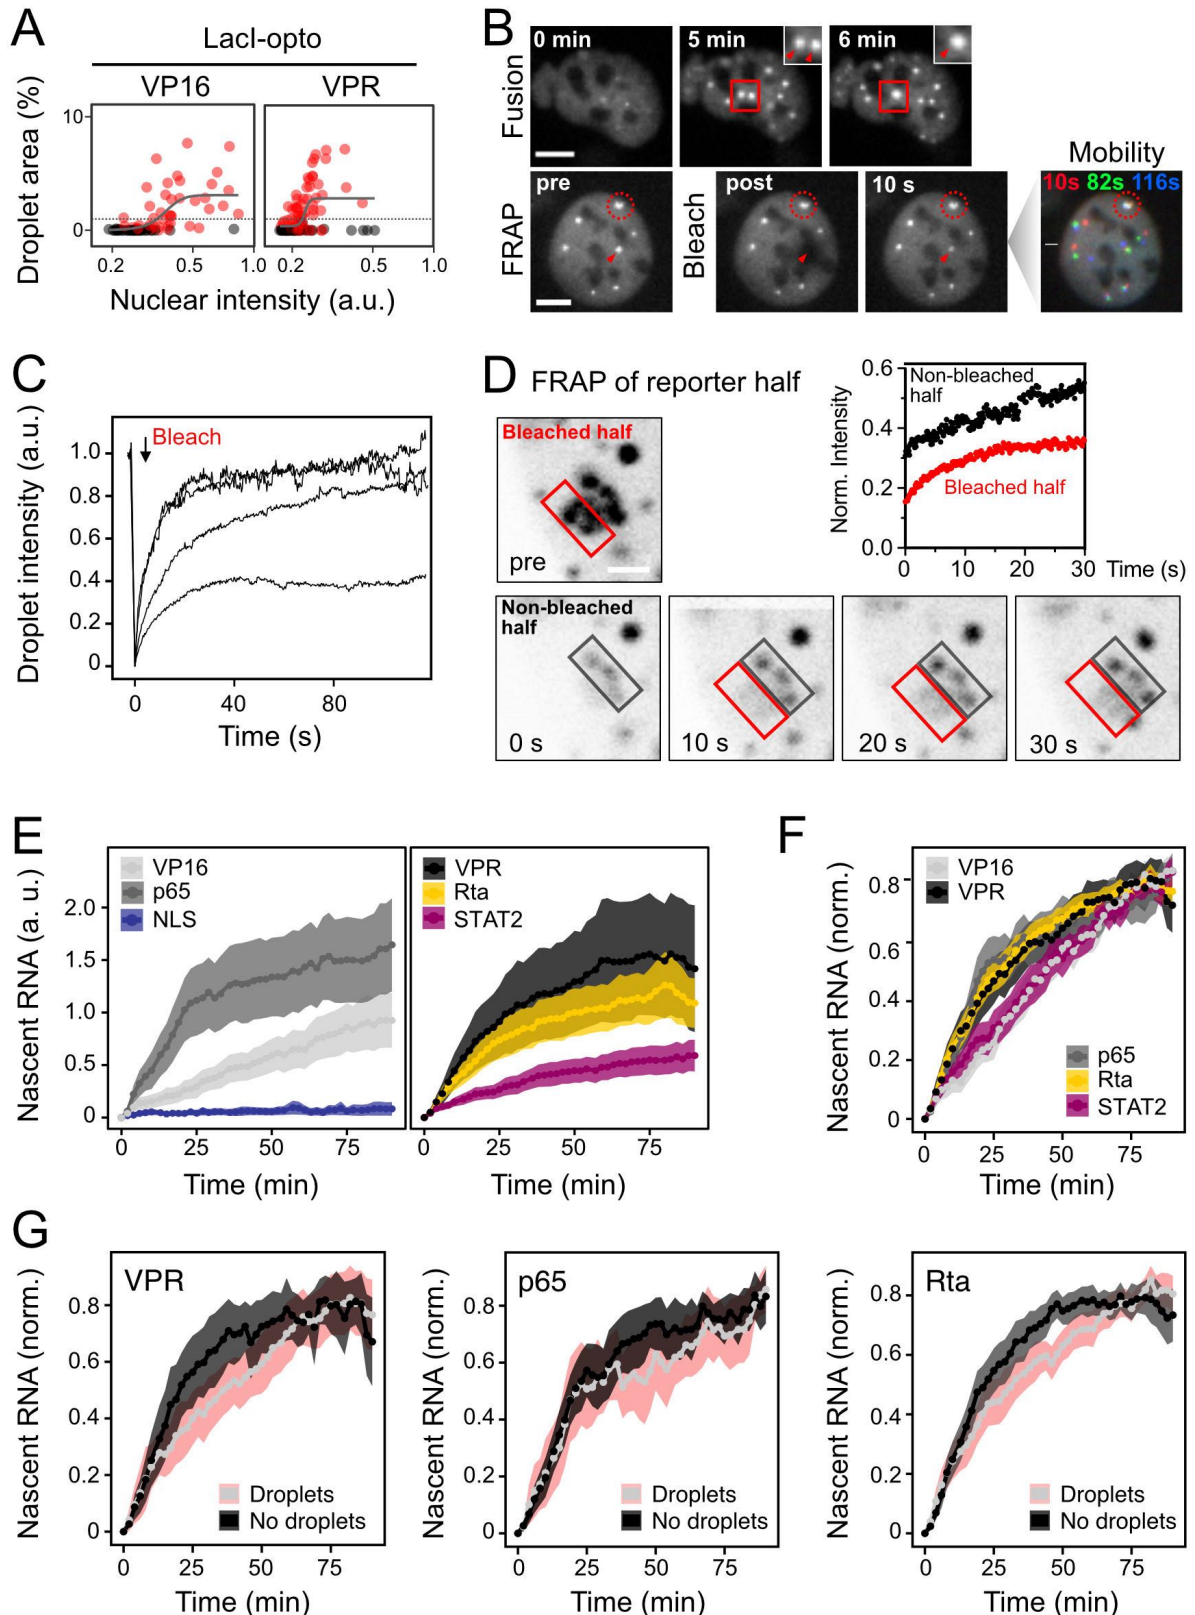 A
LacI-opto
VP16 VPR
Droplet area (%)
10
0
0.2 0.5 1.0 0.2 0.5 1.0
Nuclear intensity (a.u.)
B
Fusion
0 min 5 min 6 min
FRAP
pre
Bleach
post 10 s
Mobility
10s 82s 116s
C
Droplet intensity (a.u.)
Bleach
1.0
0.8
0.6
0.4
0.2
0
0 40 80
Time (s)
D FRAP of reporter half
Bleached half
pre
Norm. Intensity
0.6
0.4
0.2
0.0
Non-bleached
half
Bleached half
0 10 20 30 Time (s)
Non-bleached
half
0 s 10 s 20 s 30 s
E
Nascent RNA (a. u.)
2.0
1.5
1.0
0.5
0
VP16
p65
NLS
VPR
Rta
STAT2
0 25 50 75 0 25 50 75
Time (min) Time (min)
F
Nascent RNA (norm.)
0.8
0.6
0.4
0.2
0
VP16
VPR
p65
Rta
STAT2
0 25 50 75
Time (min)
G
Nascent RNA (norm.)
0.8
0.6
0.4
0.2
0
VPR
Droplets
No droplets
0 25 50 75
Time (min)
Nascent RNA (norm.)
0.8
0.6
0.4
0.2
0
p65
Droplets
No droplets
0 25 50 75
Time (min)
Nascent RNA (norm.)
0.8
0.6
0.4
0.2
0
Rta
Droplets
No droplets
0 25 50 75
Time (min)